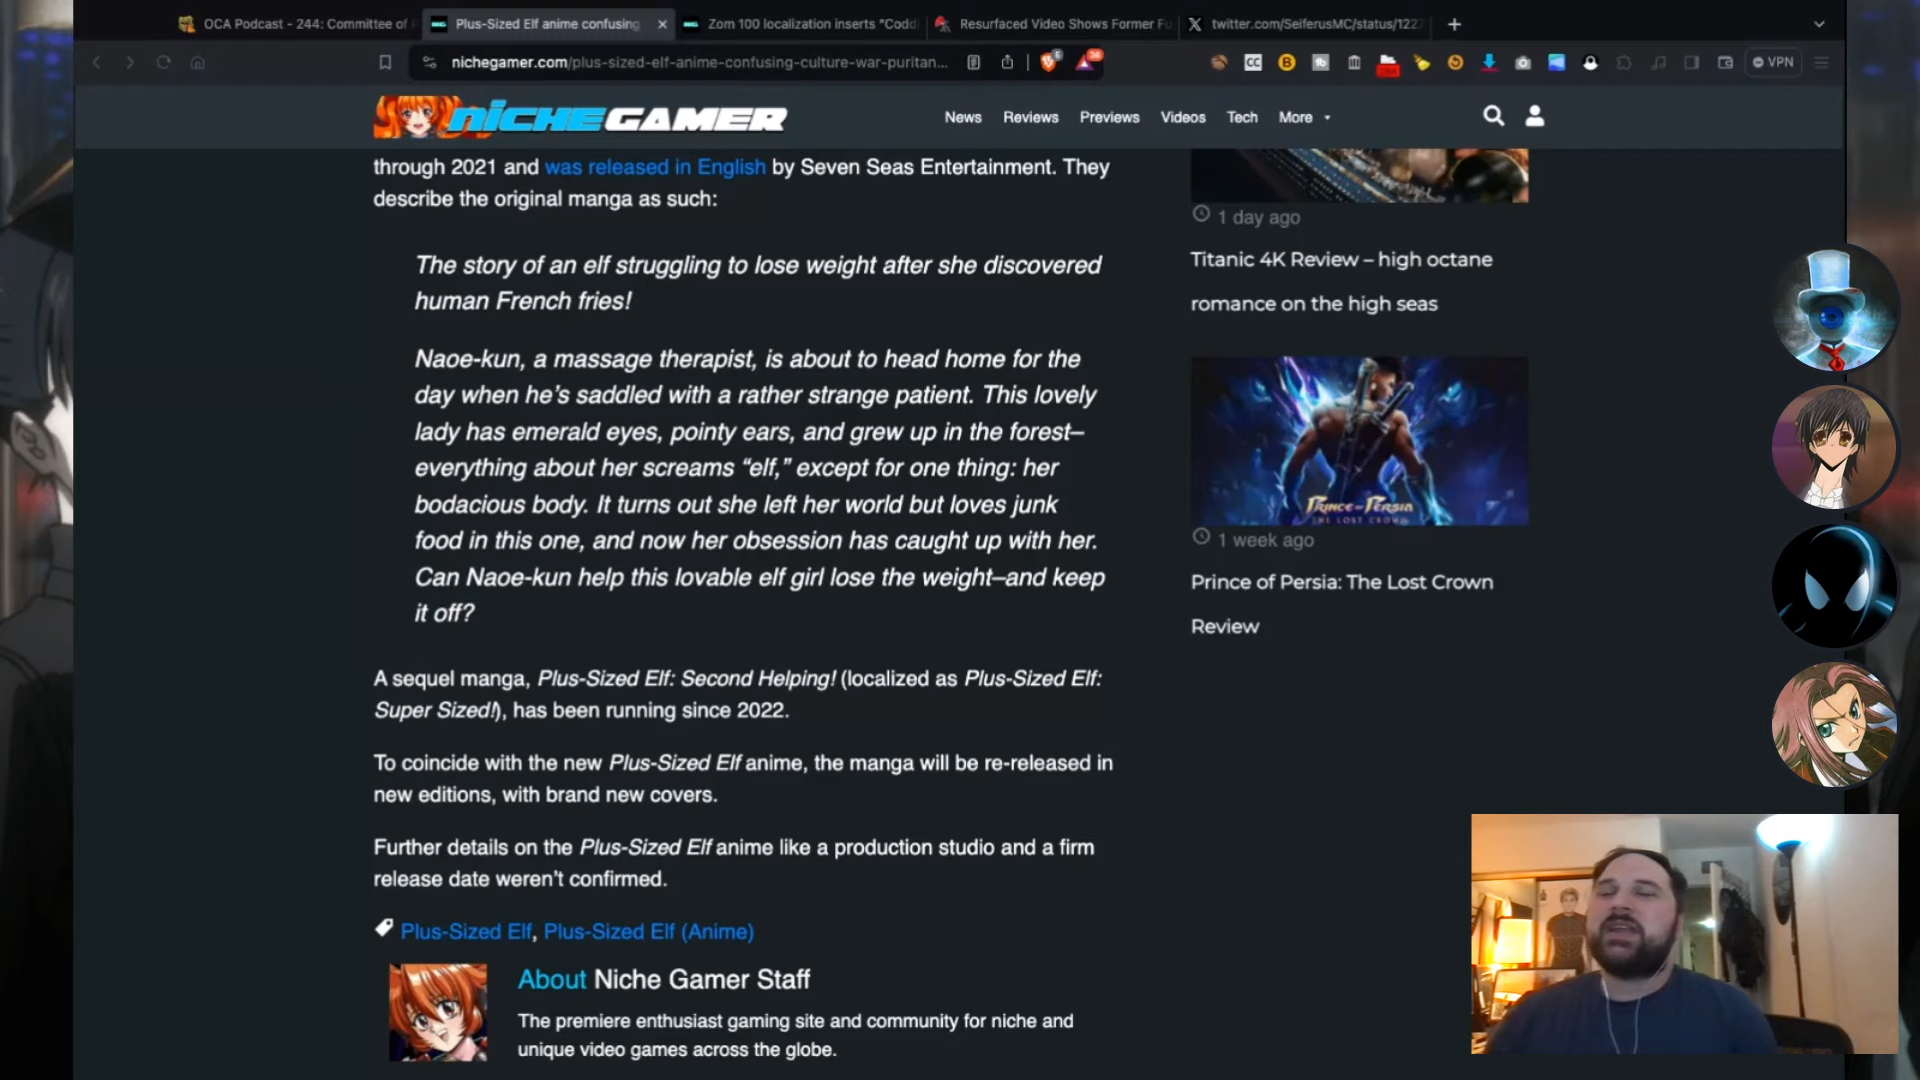 OCA Podcast - 244: Committee of
Plus-Sized Elf anime confusing
Zom 100 localization inserts "Codd
Resurfaced Video Shows Former Fu
twitter.com/SeiferusMC/status/1227
nichegamer.com/plus-sized-elf-anime-confusing-culture-war-puritan...
VPN
NICHEGAMER
News
Reviews
Previews
Videos
Tech
More
through 2021 and was released in English by Seven Seas Entertainment. They
describe the original manga as such:
The story of an elf struggling to lose weight after she discovered
human French fries!
Naoe-kun, a massage therapist, is about to head home for the
day when he's saddled with a rather strange patient. This lovely
lady has emerald eyes, pointy ears, and grew up in the forest–
everything about her screams “elf,” except for one thing: her
bodacious body. It turns out she left her world but loves junk
food in this one, and now her obsession has caught up with her.
Can Naoe-kun help this lovable elf girl lose the weight–and keep
it off?
A sequel manga, Plus-Sized Elf: Second Helping! (localized as Plus-Sized Elf:
Super Sized!), has been running since 2022.
To coincide with the new Plus-Sized Elf anime, the manga will be re-released in
new editions, with brand new covers.
Further details on the Plus-Sized Elf anime like a production studio and a firm
release date weren't confirmed.
Plus-Sized Elf, Plus-Sized Elf (Anime)
About Niche Gamer Staff
The premiere enthusiast gaming site and community for niche and
unique video games across the globe.
1 day ago
Titanic 4K Review – high octane
romance on the high seas
PRINCE OF PERSIA
THE LOST CROWN
1 week ago
Prince of Persia: The Lost Crown
Review